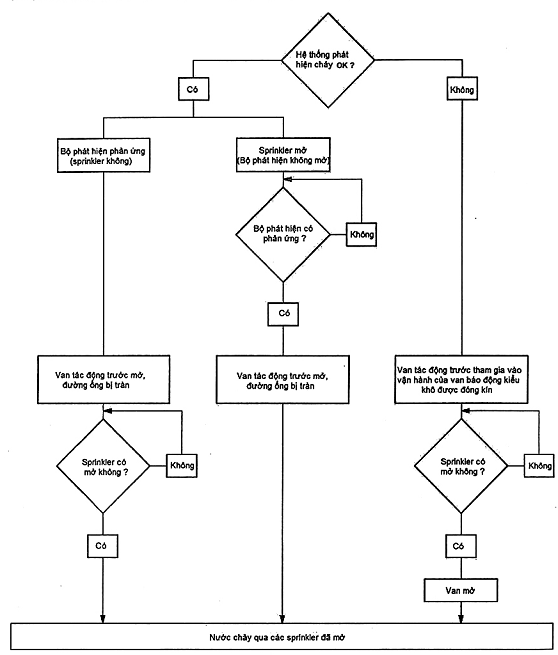 Hệ thống phát
hiện cháy OK ?
Có
Không
Bộ phát hiện phản ứng
(sprinkler không)
Sprinkler mở
(Bộ phát hiện không mở)
Bộ phát hiện có
phản ứng ?
Không
Có
Van tác động trước mở,
đường ống bị tràn
Van tác động trước mở,
đường ống bị tràn
Van tác động trước tham gia vào
vận hành của van báo động kiểu
khô được đóng kín
Sprinkler có
mở không ?
Không
Sprinkler có
mở không ?
Không
Có
Có
Van mở
Nước chảy qua các sprinkler đã mở